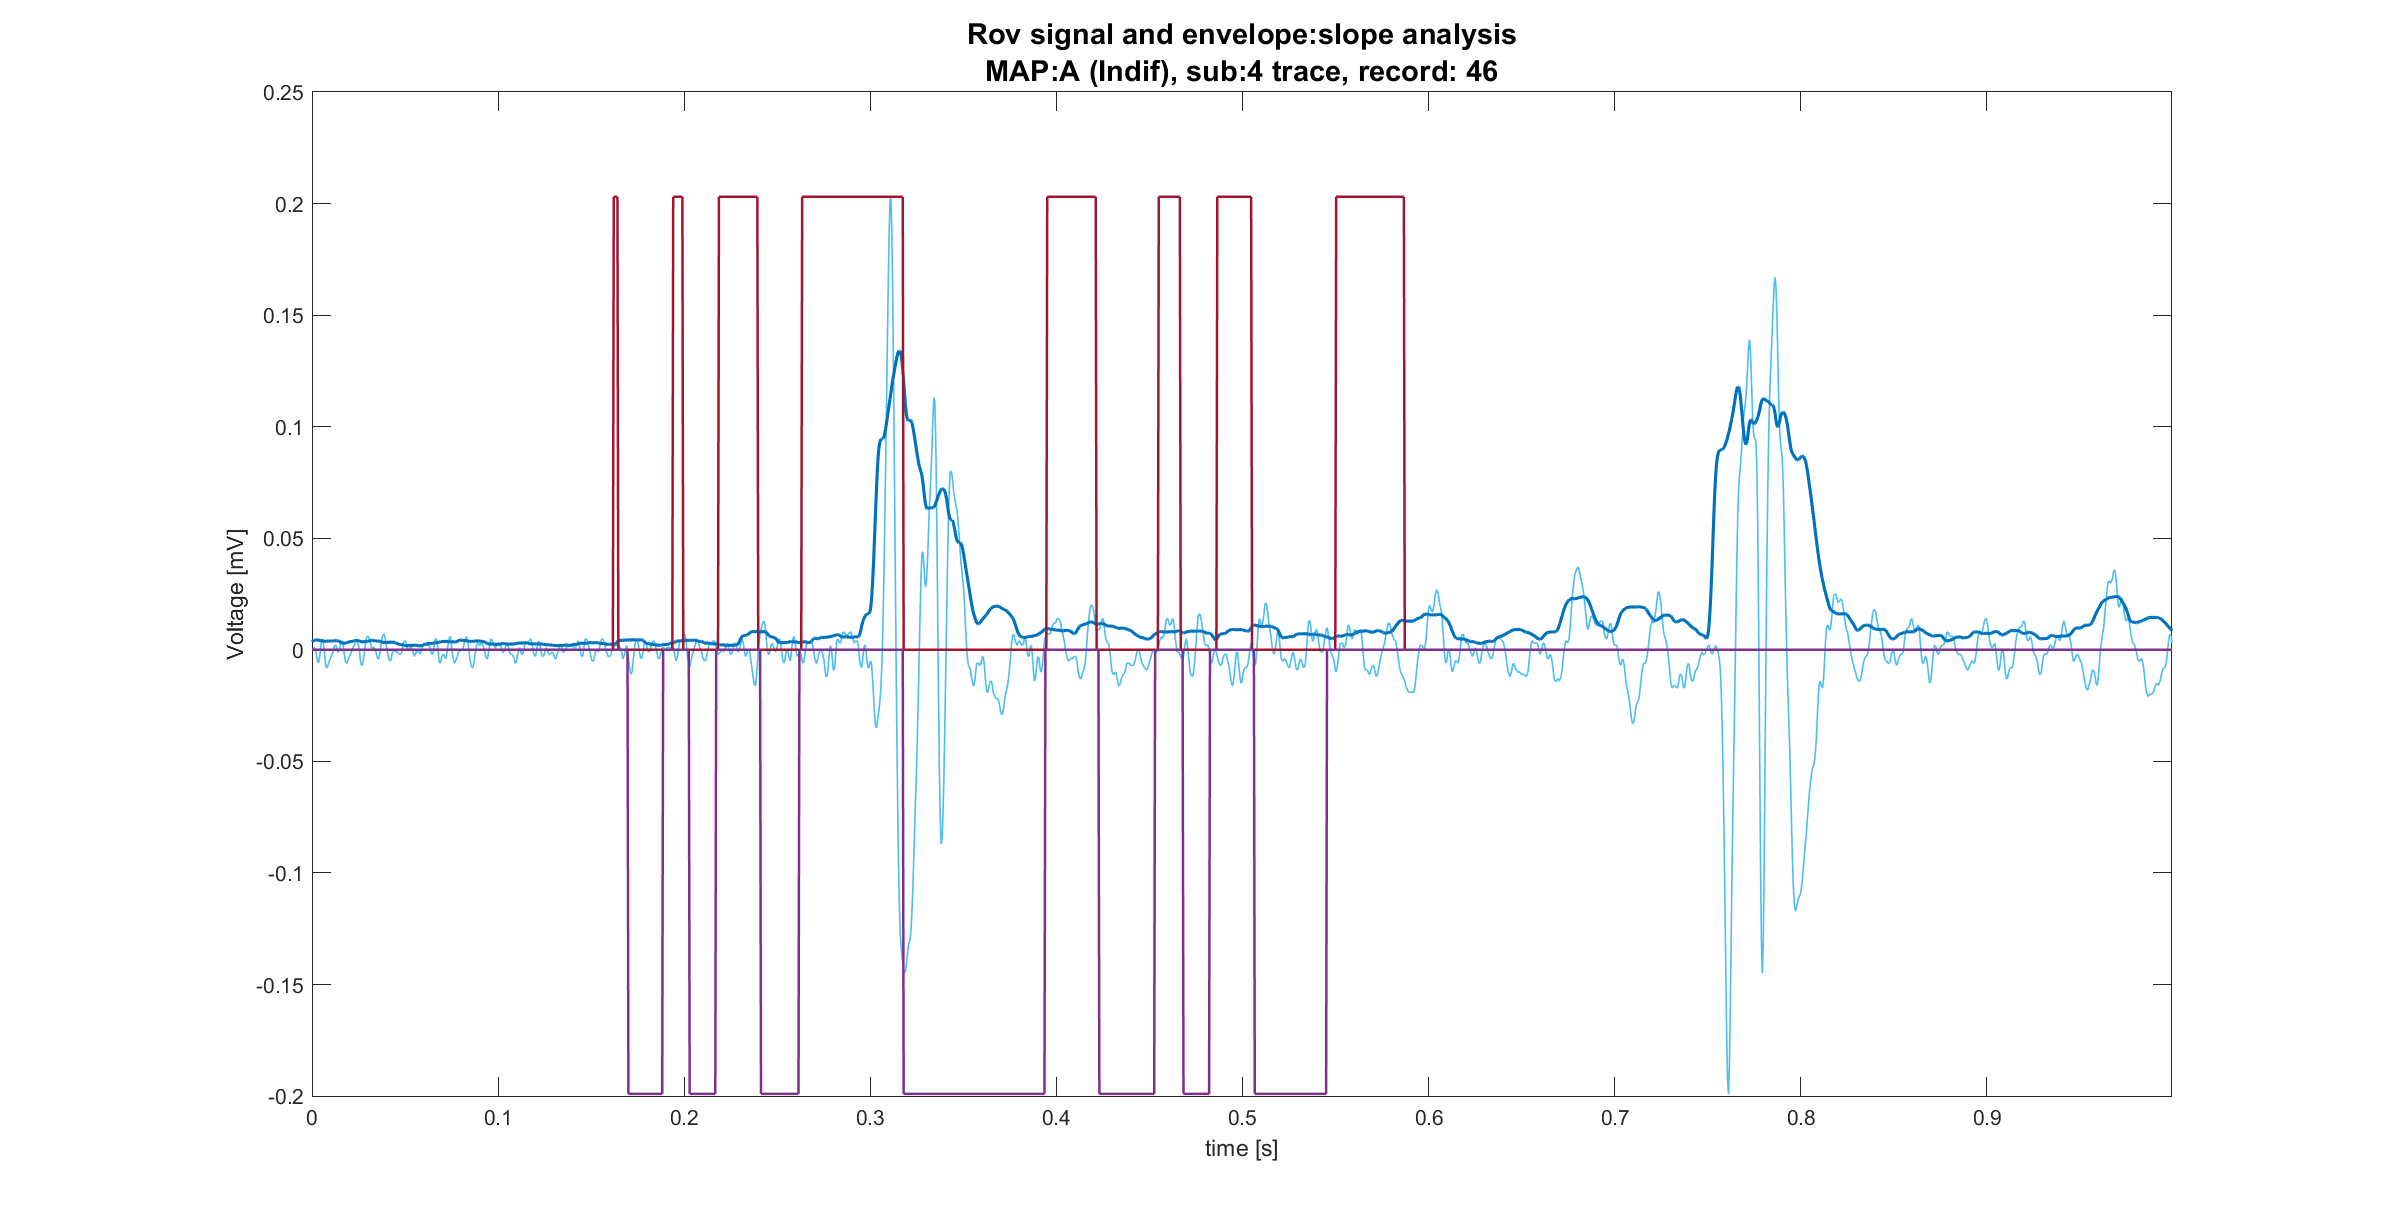 Rov signal and envelope:slope analysis
MAP:A (Indif), sub:4 trace, record: 46
0.25
0.2
0.15
0.1
0.05
0
-0.05
-0.1
-0.15
-0.2
Voltage [mV]
0 0.1 0.2 0.3 0.4 0.5 0.6 0.7 0.8 0.9
time [s]